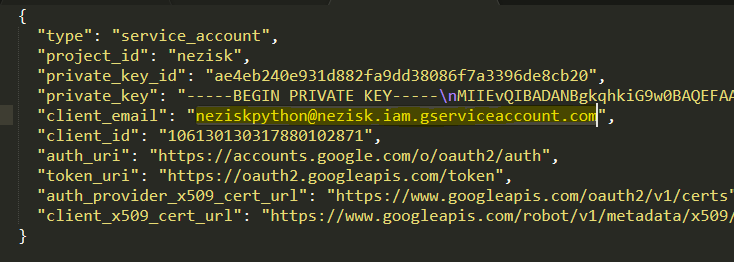 {
"type": "service_account",
"project_id": "nezisk",
"private_key_id": "ae4eb240e931d882fa9dd38086f7a3396de8cb20",
"private_key": "-----BEGIN PRIVATE KEY-----\nMIIEvQIBADANBgkqhkiG9w0BAQEFAA
"client_email": "neziskpython@nezisk.iam.gserviceaccount.com",
"client_id": "106130130317880102871",
"auth_uri": "https://accounts.google.com/o/oauth2/auth",
"token_uri": "https://oauth2.googleapis.com/token",
"auth_provider_x509_cert_url": "https://www.googleapis.com/oauth2/v1/certs"
"client_x509_cert_url": "https://www.googleapis.com/robot/v1/metadata/x509/
}